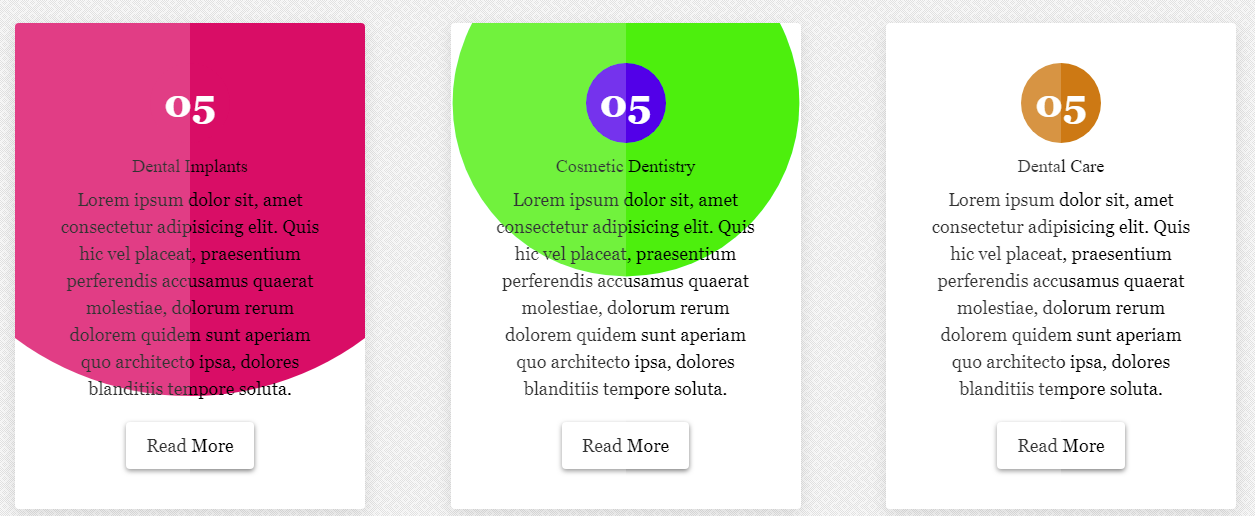 05
Dental Implants
Lorem ipsum dolor sit, amet
consectetur adipisicing elit. Quis
hic vel placeat, praesentium
perferendis accusamus quaerat
molestiae, dolorum rerum
dolorem quidem sunt aperiam
quo architecto ipsa, dolores
blanditiis tempore soluta.
Read More
05
Cosmetic Dentistry
Lorem ipsum dolor sit, amet
consectetur adipisicing elit. Quis
hic vel placeat, praesentium
perferendis accusamus quaerat
molestiae, dolorum rerum
dolorem quidem sunt aperiam
quo architecto ipsa, dolores
blanditiis tempore soluta.
Read More
05
Dental Care
Lorem ipsum dolor sit, amet
consectetur adipisicing elit. Quis
hic vel placeat, praesentium
perferendis accusamus quaerat
molestiae, dolorum rerum
dolorem quidem sunt aperiam
quo architecto ipsa, dolores
blanditiis tempore soluta.
Read More